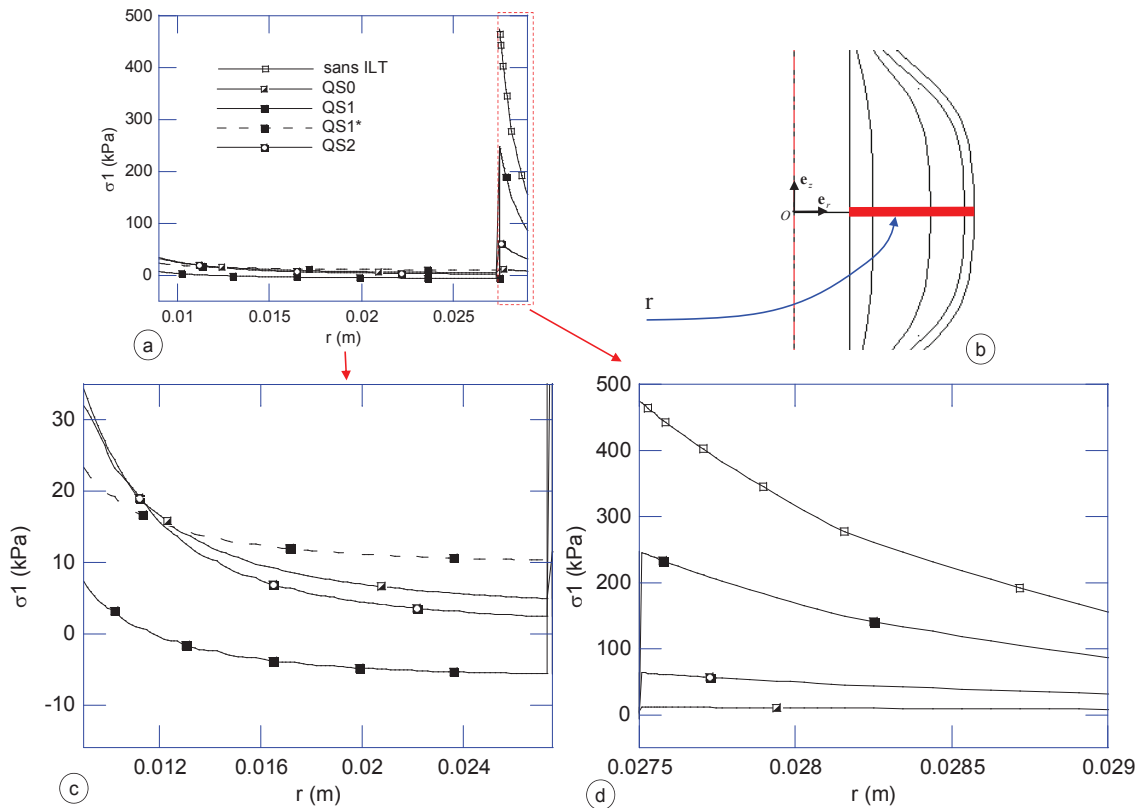 500
400
300
200
100
0
σ1 (kPa)
sans ILT
QS0
QS1
QS1*
QS2
0.01
0.015
0.02
0.025
r (m)
a
e_z
O
e_r
r
b
30
20
10
0
-10
σ1 (kPa)
0.012
0.016
0.02
0.024
r (m)
c
500
400
300
200
100
0
σ1 (kPa)
0.0275
0.028
0.0285
0.029
r (m)
d